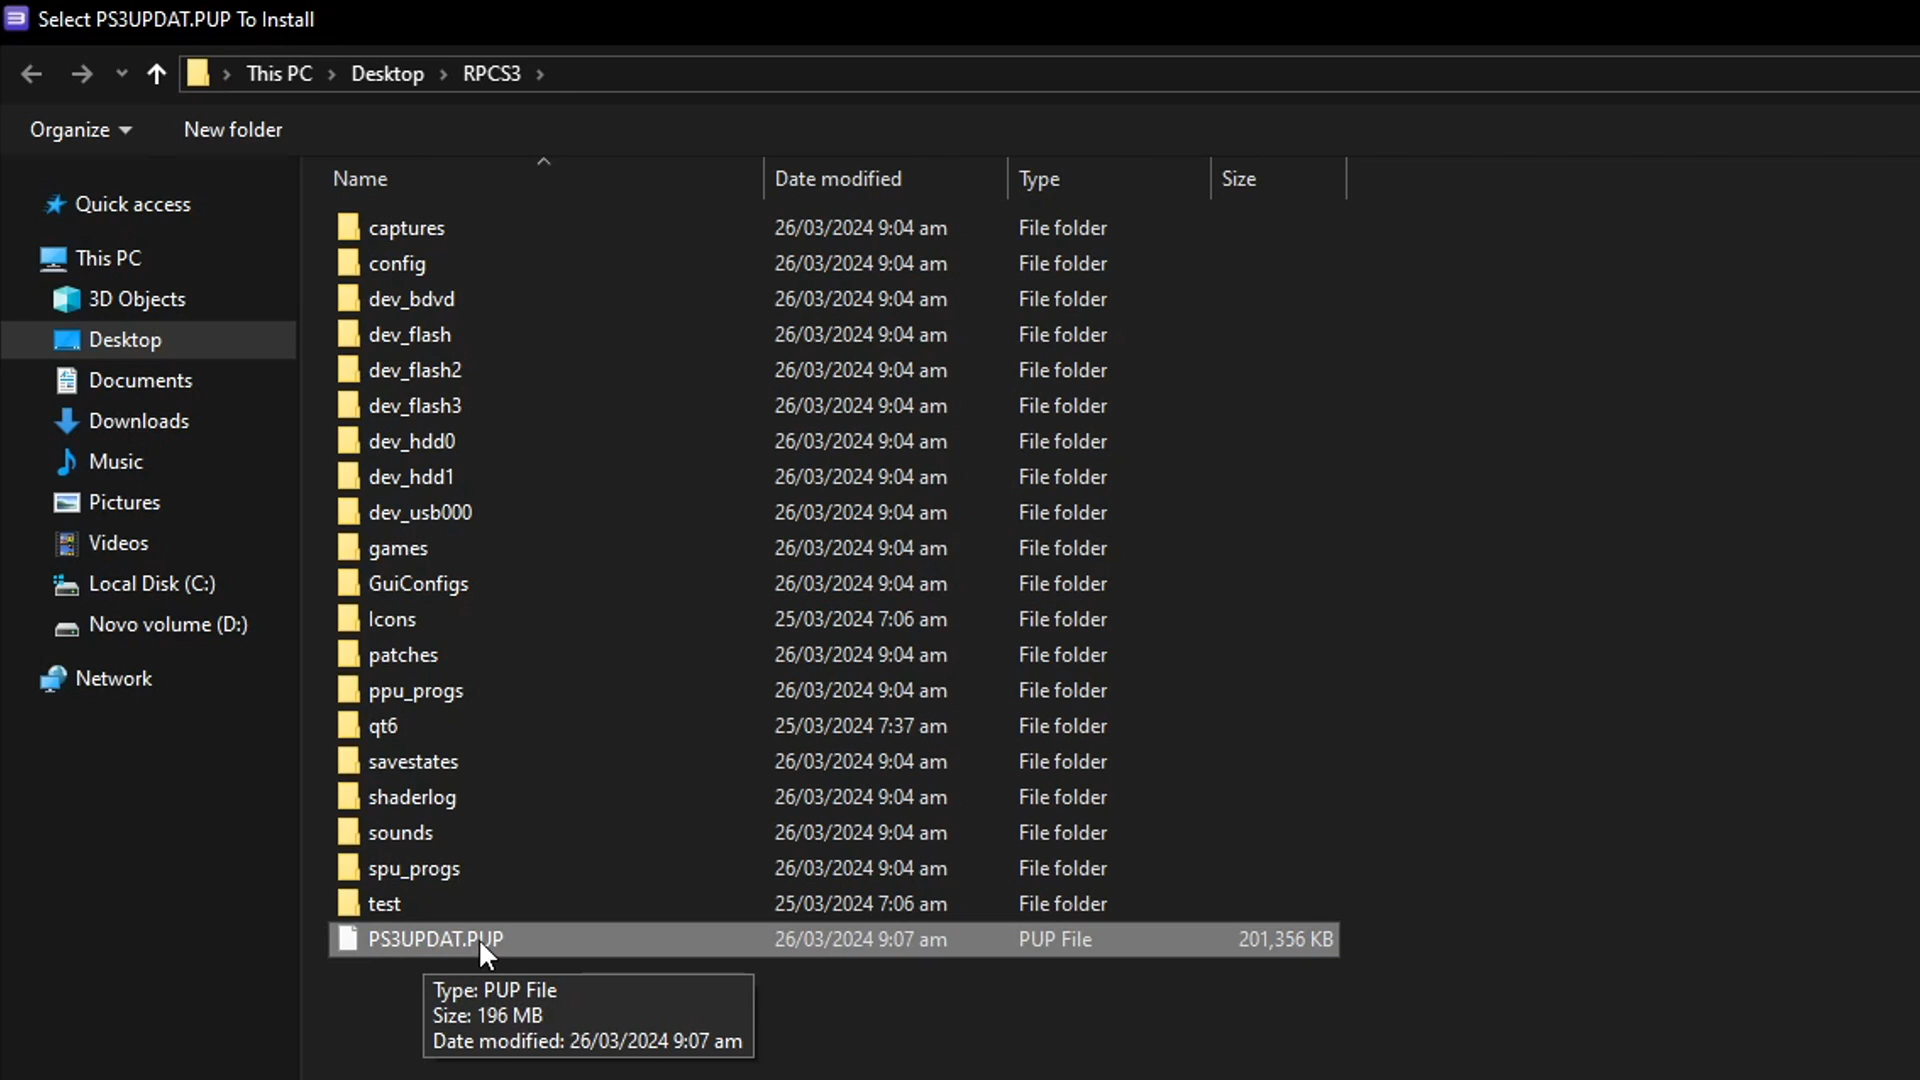 Select PS3UPDAT.PUP To Install
This PC > Desktop > RPCS3 >
Organize New folder
Name Date modified Type Size
Quick access
This PC
3D Objects
Desktop
Documents
Downloads
Music
Pictures
Videos
Local Disk (C:)
Novo volume (D:)
Network
captures 26/03/2024 9:04 am File folder
config 26/03/2024 9:04 am File folder
dev_bdvd 26/03/2024 9:04 am File folder
dev_flash 26/03/2024 9:04 am File folder
dev_flash2 26/03/2024 9:04 am File folder
dev_flash3 26/03/2024 9:04 am File folder
dev_hdd0 26/03/2024 9:04 am File folder
dev_hdd1 26/03/2024 9:04 am File folder
dev_usb000 26/03/2024 9:04 am File folder
games 26/03/2024 9:04 am File folder
GuiConfigs 26/03/2024 9:04 am File folder
Icons 25/03/2024 7:06 am File folder
patches 26/03/2024 9:04 am File folder
ppu_progs 26/03/2024 9:04 am File folder
qt6 25/03/2024 7:37 am File folder
savestates 26/03/2024 9:04 am File folder
shaderlog 26/03/2024 9:04 am File folder
sounds 26/03/2024 9:04 am File folder
spu_progs 26/03/2024 9:04 am File folder
test 25/03/2024 7:06 am File folder
PS3UPDAT.PUP 26/03/2024 9:07 am PUP File 201,356 KB
Type: PUP File
Size: 196 MB
Date modified: 26/03/2024 9:07 am